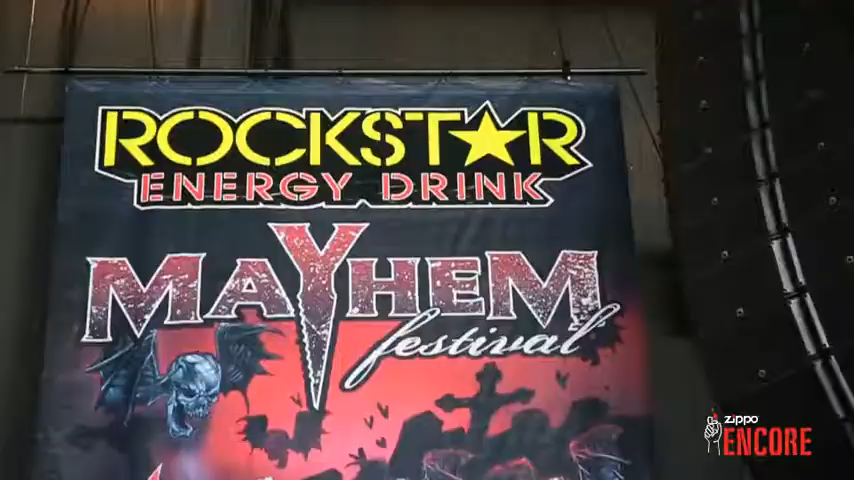 ROCKSTAR
ENERGY DRINK
MAYHEM
festival
zippo
ENCORE